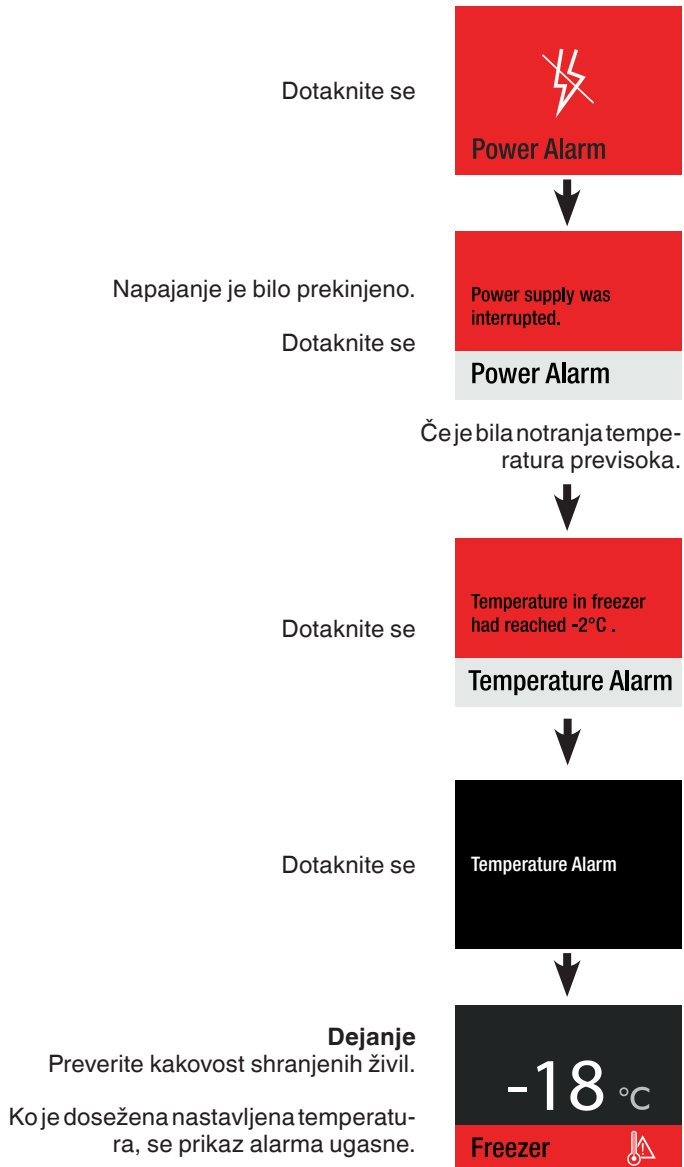 Dotaknite se
Power Alarm
Napajanje je bilo prekinjeno.
Power supply was
interrupted.
Dotaknite se
Power Alarm
Če je bila notranja tempe-
ratura previsoka.
Temperature in freezer
had reached -2°C .
Dotaknite se
Temperature Alarm
Dotaknite se
Temperature Alarm
Dejanje
Preverite kakovost shranjenih živil.
Ko je dosežena nastavljena temperatu-
ra, se prikaz alarma ugasne.
-18 °C
Freezer